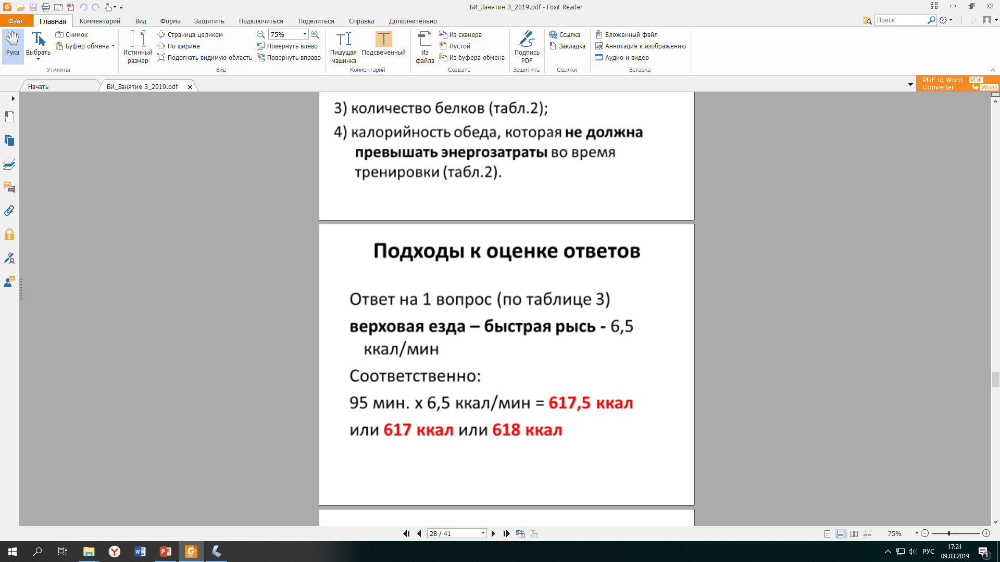 БИ_Занятие 3_2019.pdf - Foxit Reader
Файл Главная Комментарий Вид Форма Защитить Подключиться Поделиться Справка Дополнительно Поиск
Рука
Выбрать
Снимок
Буфер обмена
Утилиты
Истинный размер
Страница целиком
По ширине
Подогнать видимую область
75%
Повернуть влево
Повернуть вправо
Вид
Пишущая машинка
Подсвеченный
Комментарий
Из файла
Из сканера
Пустой
Из буфера обмена
Создать
Подпись PDF
Защитить
Ссылка
Закладка
Ссылки
Вложенный файл
Аннотация к изображению
Аудио и видео
Вставка
Начать
БИ_Занятие 3_2019.pdf
PDF to Word Converter
PDF
Word
3) количество белков (табл.2);
4) калорийность обеда, которая не должна
превышать энергозатраты во время
тренировки (табл.2).
Подходы к оценке ответов
Ответ на 1 вопрос (по таблице 3)
верховая езда – быстрая рысь - 6,5
ккал/мин
Соответственно:
95 мин. х 6,5 ккал/мин = 617,5 ккал
или 617 ккал или 618 ккал
28 / 41
75%
РУС
17:21
09.03.2019
1